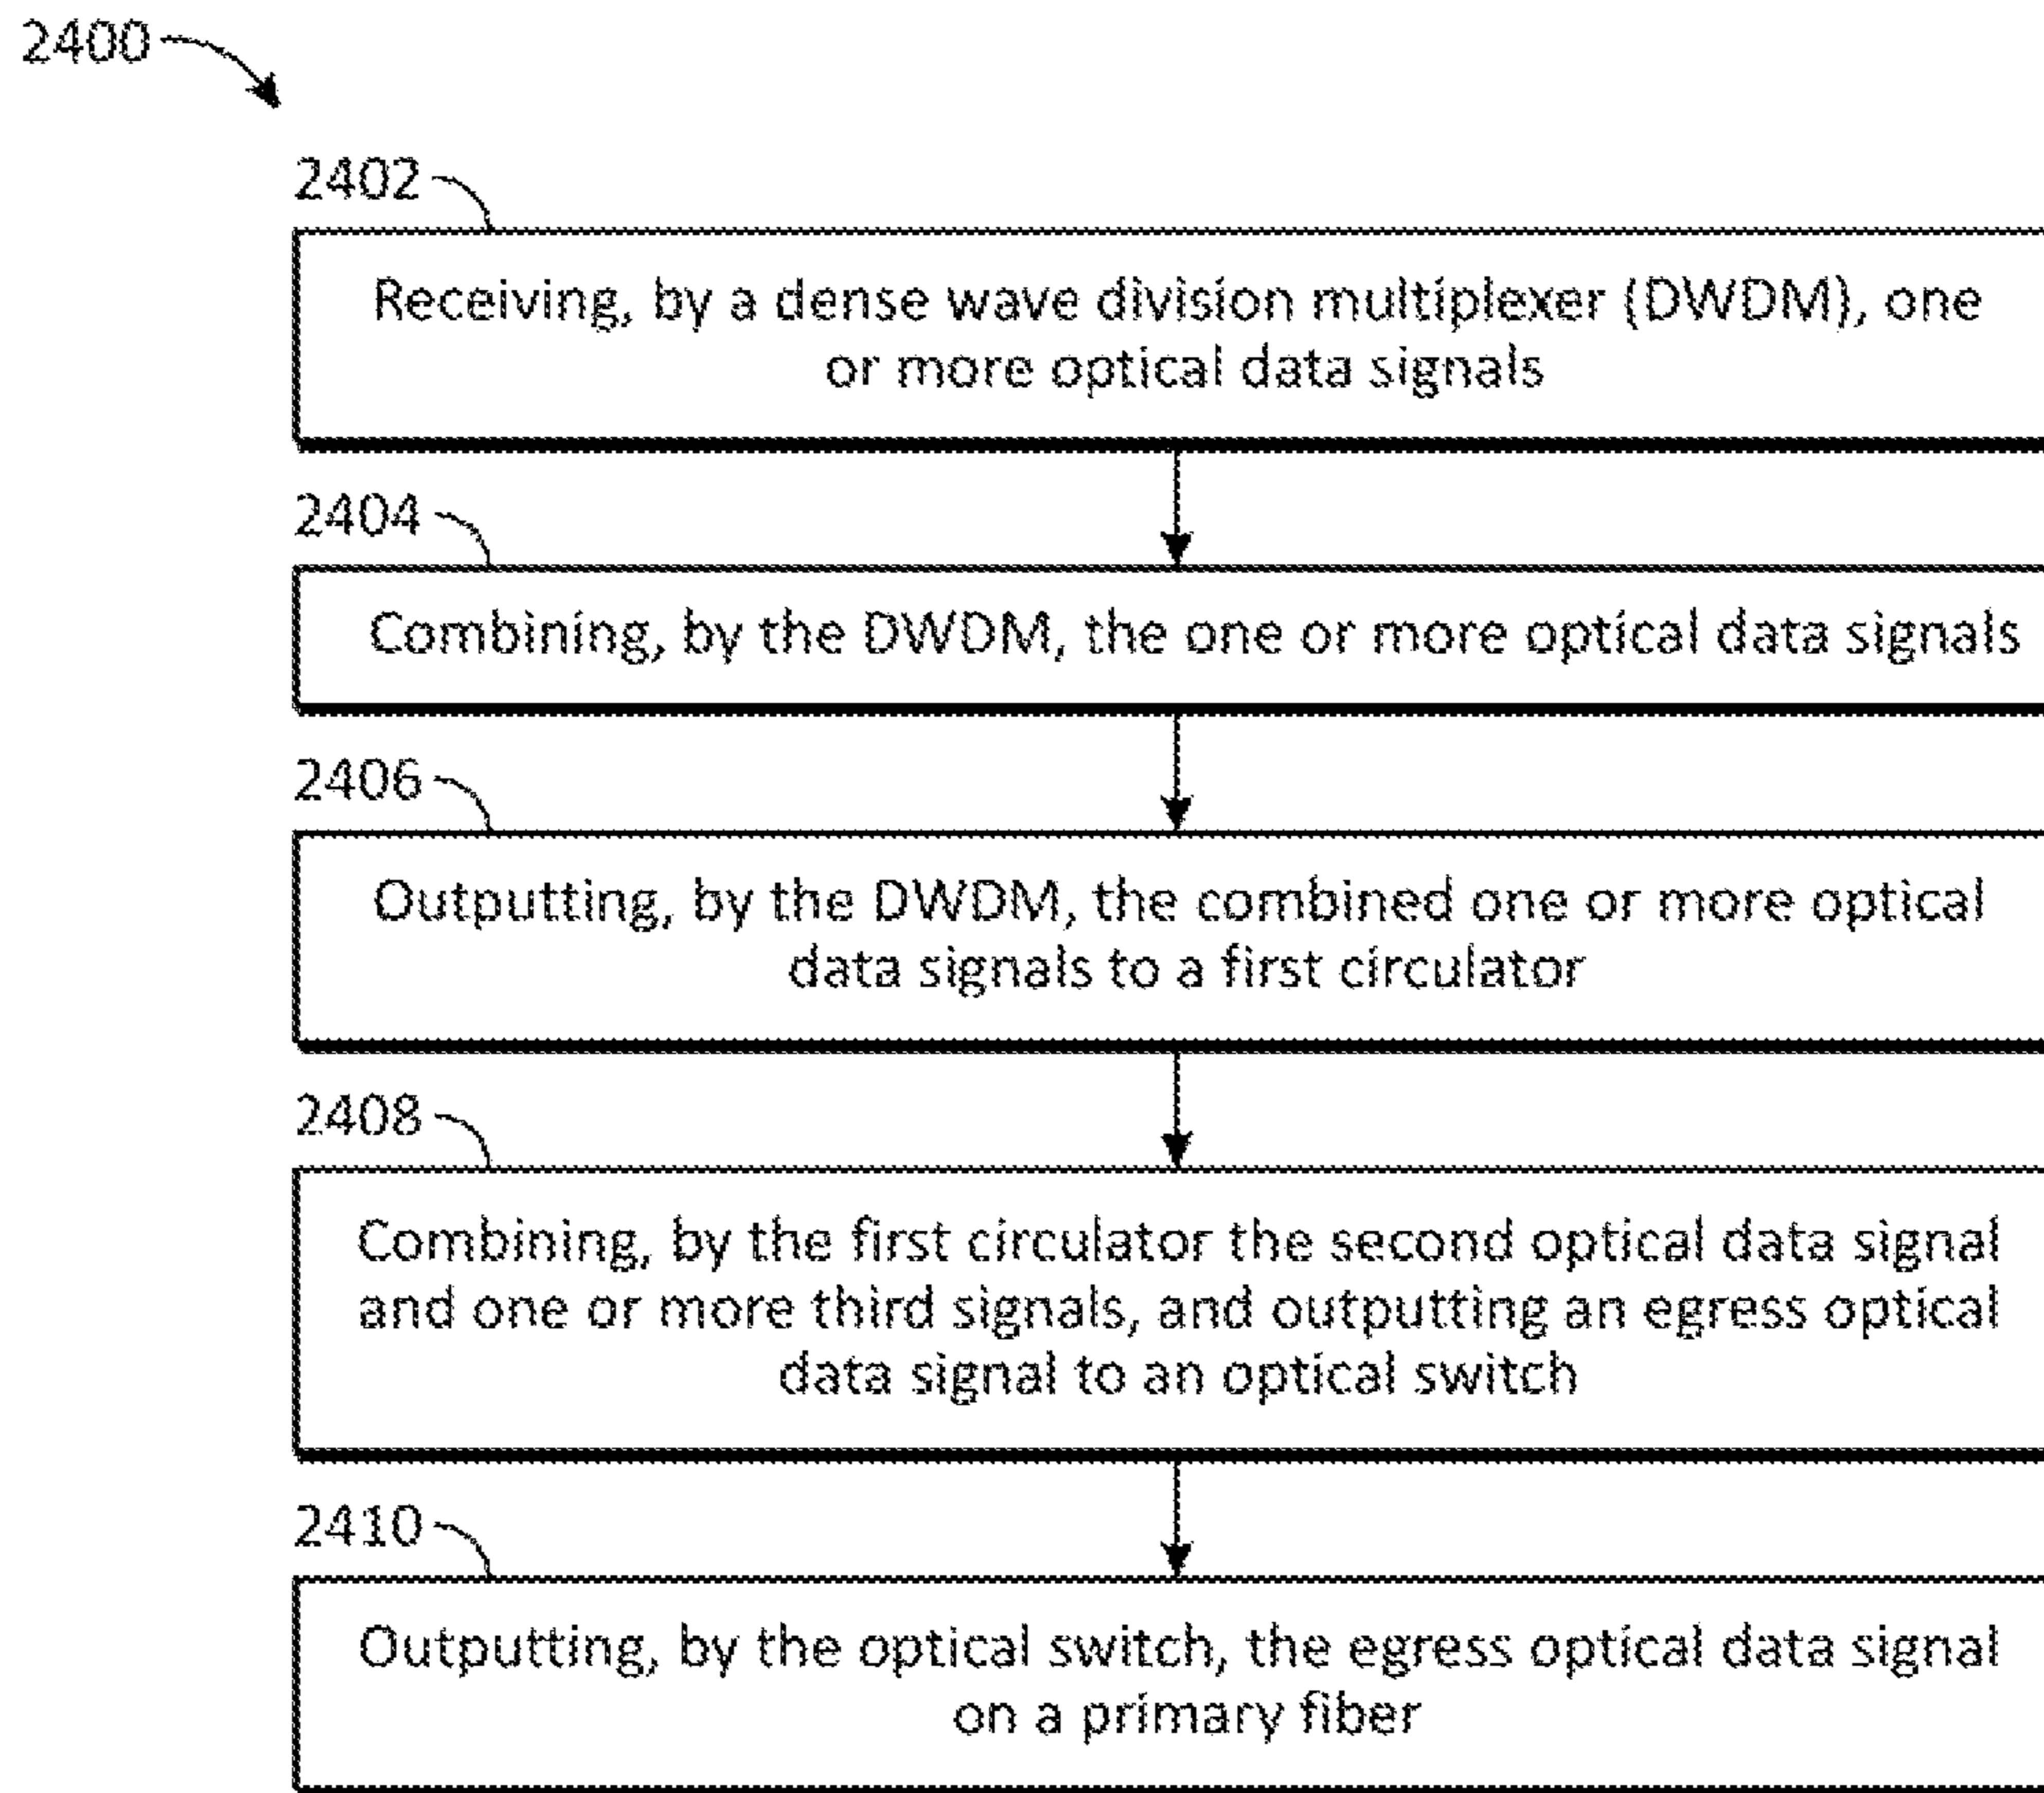 2400
2402
Receiving, by a dense wave division multiplexer (DWDM), one
or more optical data signals
2404
Combining, by the DWDM, the one or more optical data signals
2406
Outputting, by the DWDM, the combined one or more optical
data signals to a first circulator
2408
Combining, by the first circulator the second optical data signal
and one or more third signals, and outputting an egress optical
data signal to an optical switch
2410
Outputting, by the optical switch, the egress optical data signal
on a primary fiber